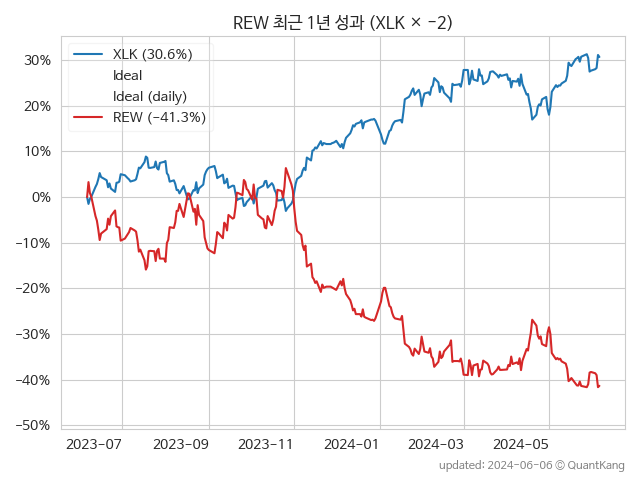 REW 최근 1년 성과 (XLK × −2)
XLK (30.6%)
Ideal
Ideal (daily)
REW (−41.3%)
30%
20%
10%
0%
−10%
−20%
−30%
−40%
−50%
2023−07
2023−09
2023−11
2024−01
2024−03
2024−05
updated: 2024−06−06 © QuantKang